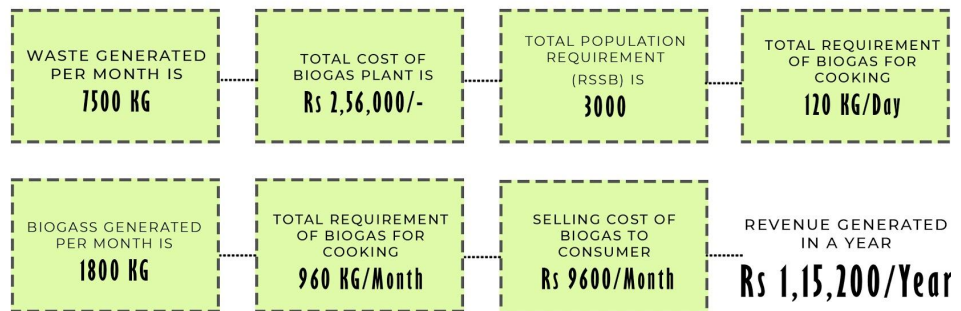 WASTE GENERATED
PER MONTH IS
7500 KG
TOTAL COST OF
BIOGAS PLANT IS
Rs 2,56,000/-
TOTAL POPULATION
REQUIREMENT
(RSSB) IS
3000
TOTAL REQUIREMENT
OF BIOGAS FOR
COOKING
120 KG/Day
BIOGASS GENERATED
PER MONTH IS
1800 KG
TOTAL REQUIREMENT
OF BIOGAS FOR
COOKING
960 KG/Month
SELLING COST OF
BIOGAS TO
CONSUMER
Rs 9600/Month
REVENUE GENERATED
IN A YEAR
Rs 1,15,200/Year